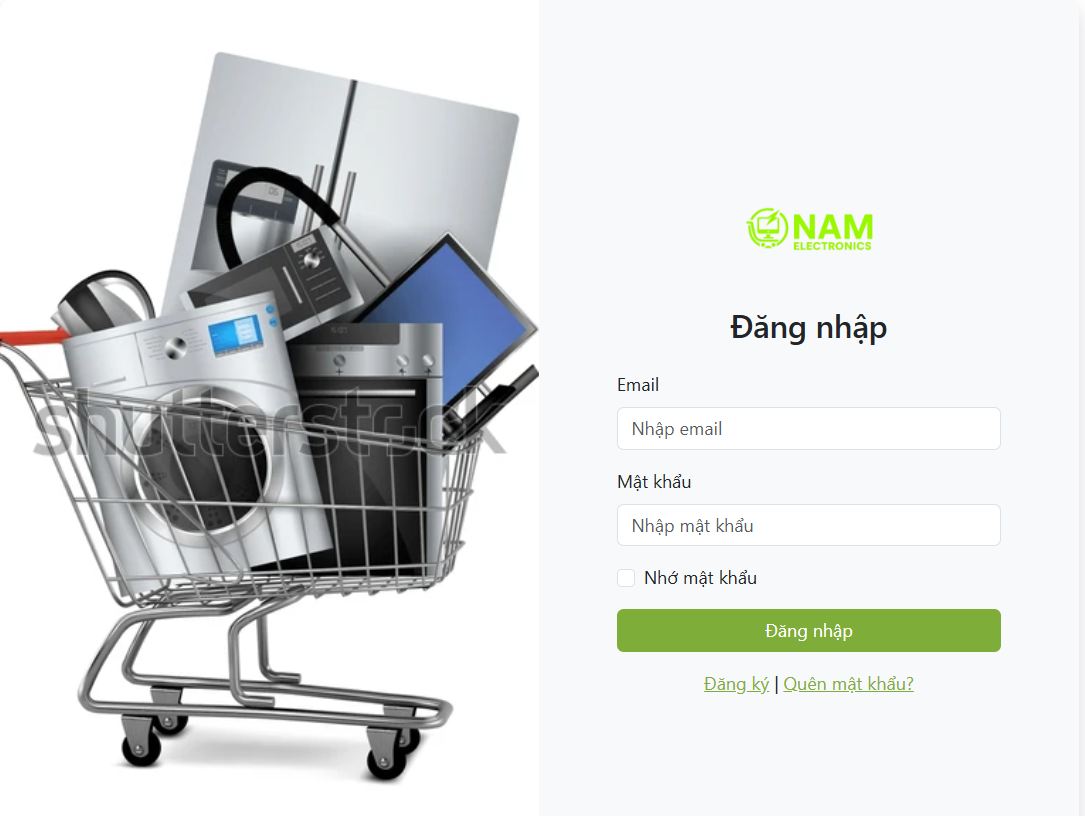 shutterstock
NAM
ELECTRONICS
Đăng nhập
Email
Nhập email
Mật khẩu
Nhập mật khẩu
Nhớ mật khẩu
Đăng nhập
Đăng ký | Quên mật khẩu?